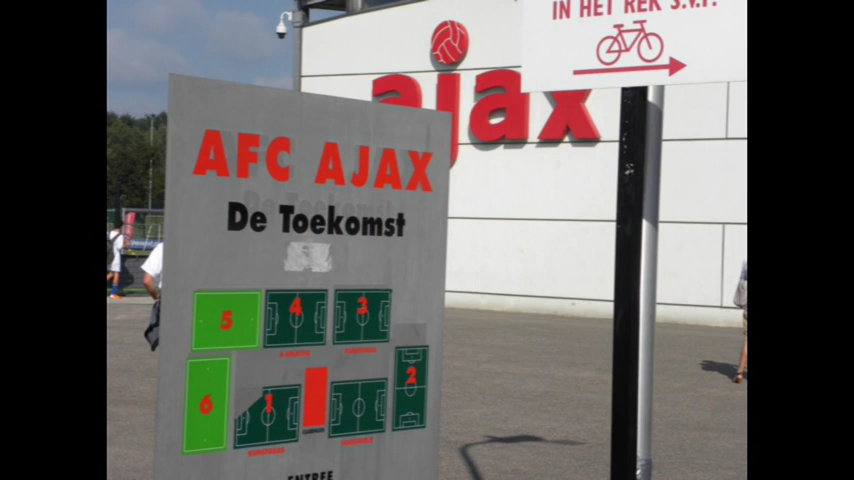 IN HET REK S.V.P.
ajax
AFC AJAX
De Toekomst
5
4
3
6
1
2
ENTREE